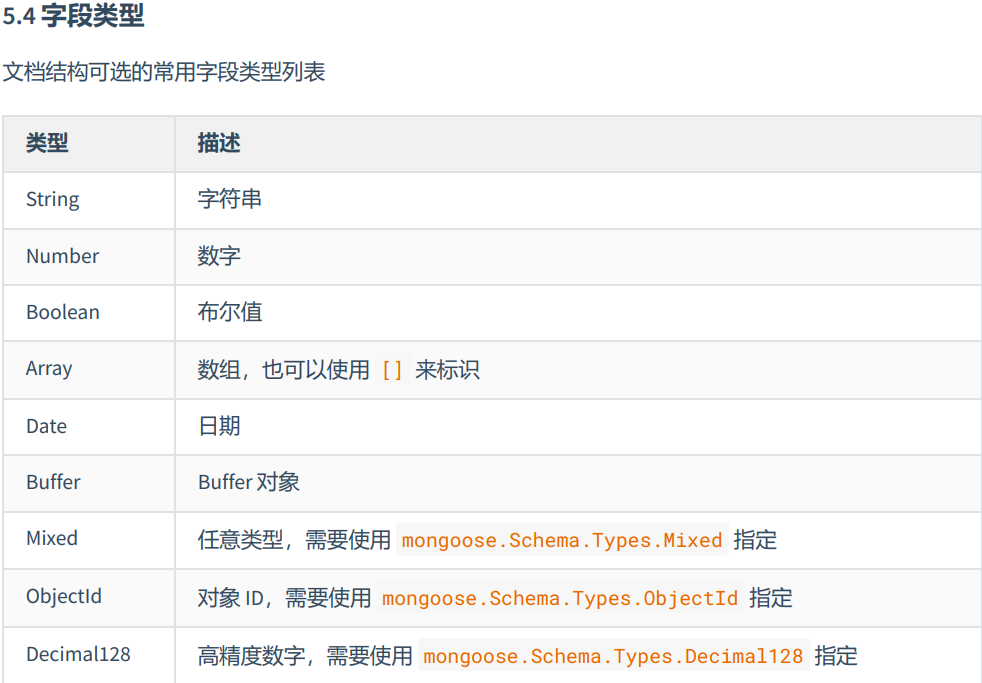 5.4 字段类型
文档结构可选的常用字段类型列表
类型 描述
String 字符串
Number 数字
Boolean 布尔值
Array 数组，也可以使用 [] 来标识
Date 日期
Buffer Buffer 对象
Mixed 任意类型，需要使用 mongoose.Schema.Types.Mixed 指定
ObjectId 对象 ID，需要使用 mongoose.Schema.Types.ObjectId 指定
Decimal128 高精度数字，需要使用 mongoose.Schema.Types.Decimal128 指定